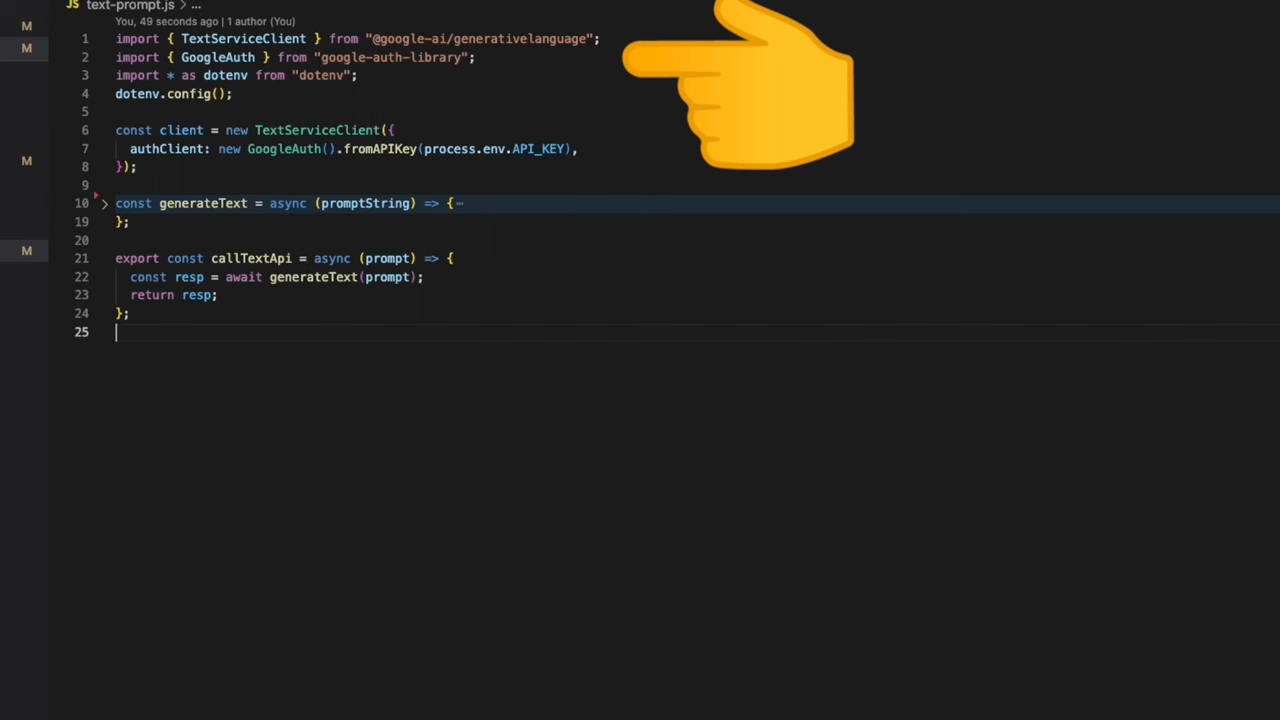 JS text-prompt.js > ...
You, 49 seconds ago | 1 author (You)
M
1 import { TextServiceClient } from "@google-ai/generativelanguage";
M
2 import { GoogleAuth } from "google-auth-library";
3 import * as dotenv from "dotenv";
4 dotenv.config();
5
6 const client = new TextServiceClient({
7 authClient: new GoogleAuth().fromAPIKey(process.env.API_KEY),
M
8 });
9
10 const generateText = async (promptString) => {⋯
19 };
20
M
21 export const callTextApi = async (prompt) => {
22 const resp = await generateText(prompt);
23 return resp;
24 };
25